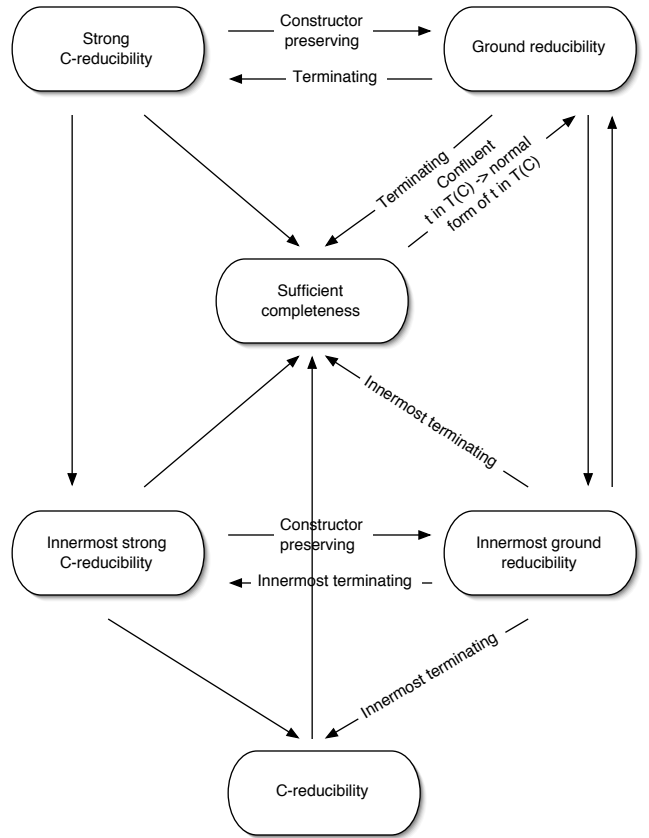 Strong
C-reducibility
Constructor
preserving
Terminating
Ground reducibility
Terminating
Confluent
t in T(C) -> normal
form of t in T(C)
Sufficient
completeness
Innermost terminating
Innermost strong
C-reducibility
Constructor
preserving
Innermost terminating
Innermost ground
reducibility
Innermost terminating
C-reducibility